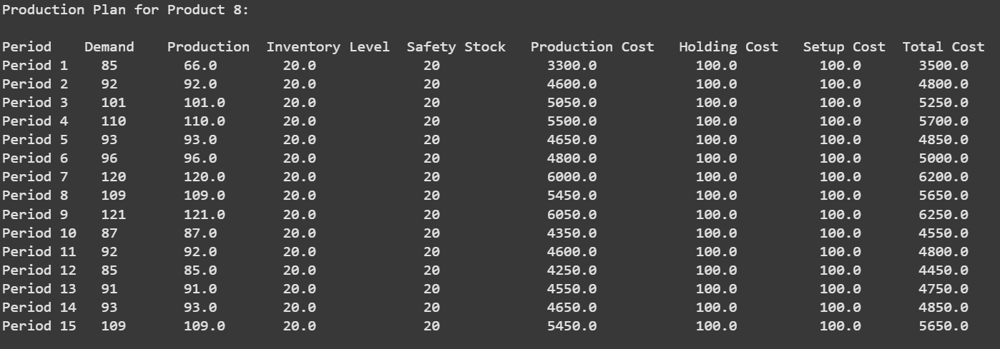 Production Plan for Product 8:
Period Demand Production Inventory Level Safety Stock Production Cost Holding Cost Setup Cost Total Cost
Period 1 85 66.0 20.0 20 3300.0 100.0 100.0 3500.0
Period 2 92 92.0 20.0 20 4600.0 100.0 100.0 4800.0
Period 3 101 101.0 20.0 20 5050.0 100.0 100.0 5250.0
Period 4 110 110.0 20.0 20 5500.0 100.0 100.0 5700.0
Period 5 93 93.0 20.0 20 4650.0 100.0 100.0 4850.0
Period 6 96 96.0 20.0 20 4800.0 100.0 100.0 5000.0
Period 7 120 120.0 20.0 20 6000.0 100.0 100.0 6200.0
Period 8 109 109.0 20.0 20 5450.0 100.0 100.0 5650.0
Period 9 121 121.0 20.0 20 6050.0 100.0 100.0 6250.0
Period 10 87 87.0 20.0 20 4350.0 100.0 100.0 4550.0
Period 11 92 92.0 20.0 20 4600.0 100.0 100.0 4800.0
Period 12 85 85.0 20.0 20 4250.0 100.0 100.0 4450.0
Period 13 91 91.0 20.0 20 4550.0 100.0 100.0 4750.0
Period 14 93 93.0 20.0 20 4650.0 100.0 100.0 4850.0
Period 15 109 109.0 20.0 20 5450.0 100.0 100.0 5650.0